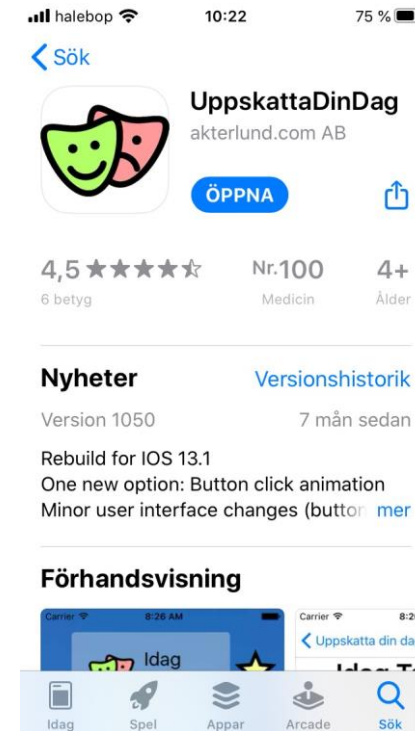 halebop 10:22 75 %
Sök
UppskattaDinDag
akterlund.com AB
ÖPPNA
4,5 Nr.100 4+
6 betyg Medicin Ålder
Nyheter Versionshistorik
Version 1050 7 mån sedan
Rebuild for IOS 13.1
One new option: Button click animation
Minor user interface changes (button mer
Förhandsvisning
Carrier 8:26 AM Carrier
Uppskatta din
Idag
Idag Spel Appar Arcade Sök